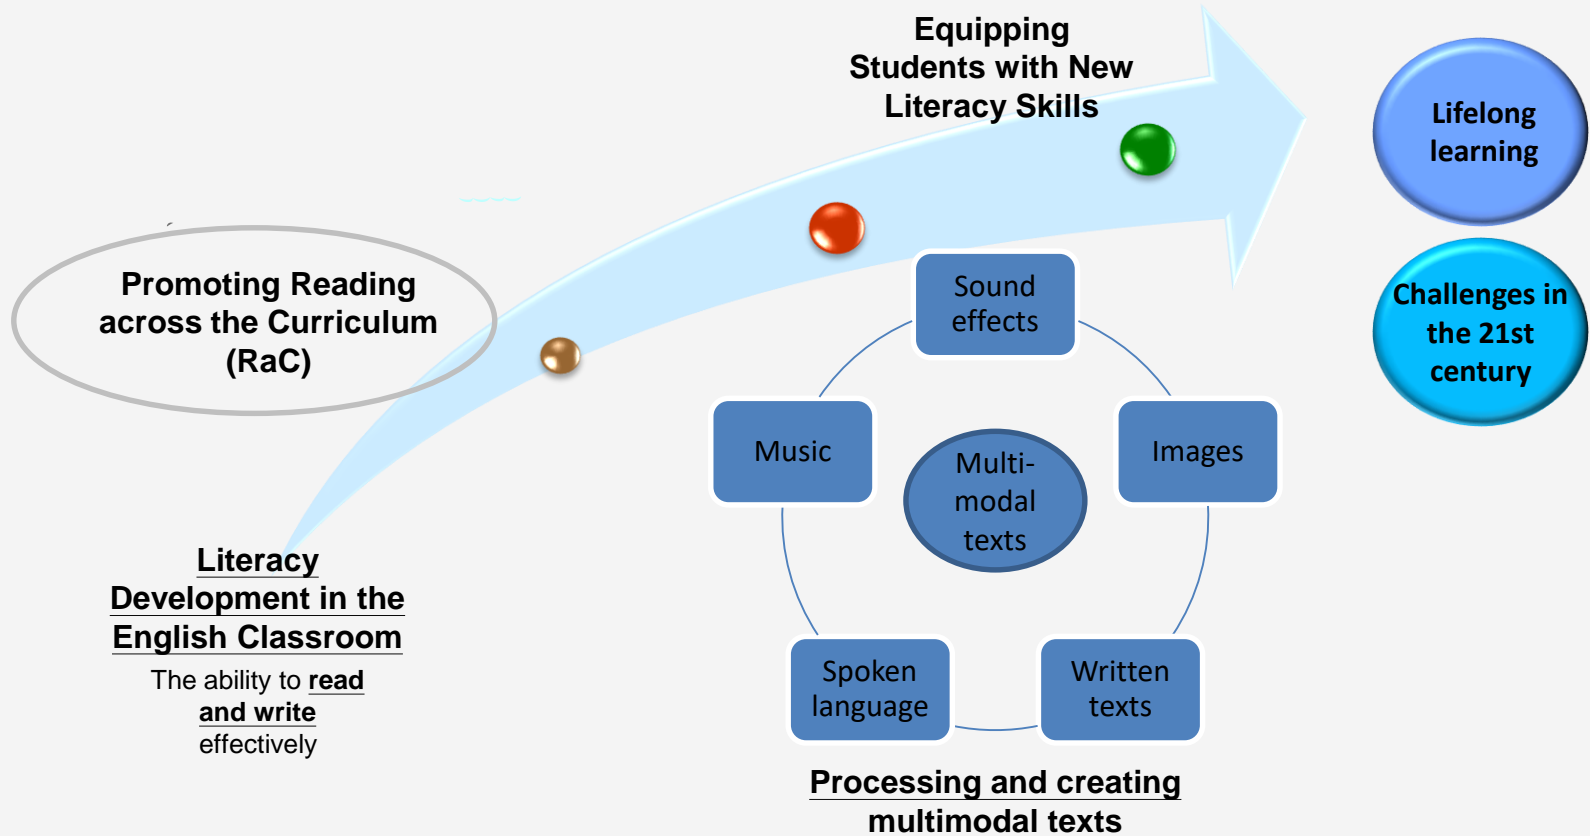 Equipping
Students with New
Literacy Skills
Lifelong
learning
Challenges in
the 21st
century
Promoting Reading
across the Curriculum
(RaC)
Literacy
Development in the
English Classroom
The ability to read
and write
effectively
Sound
effects
Music
Images
Multi-
modal
texts
Spoken
language
Written
texts
Processing and creating
multimodal texts